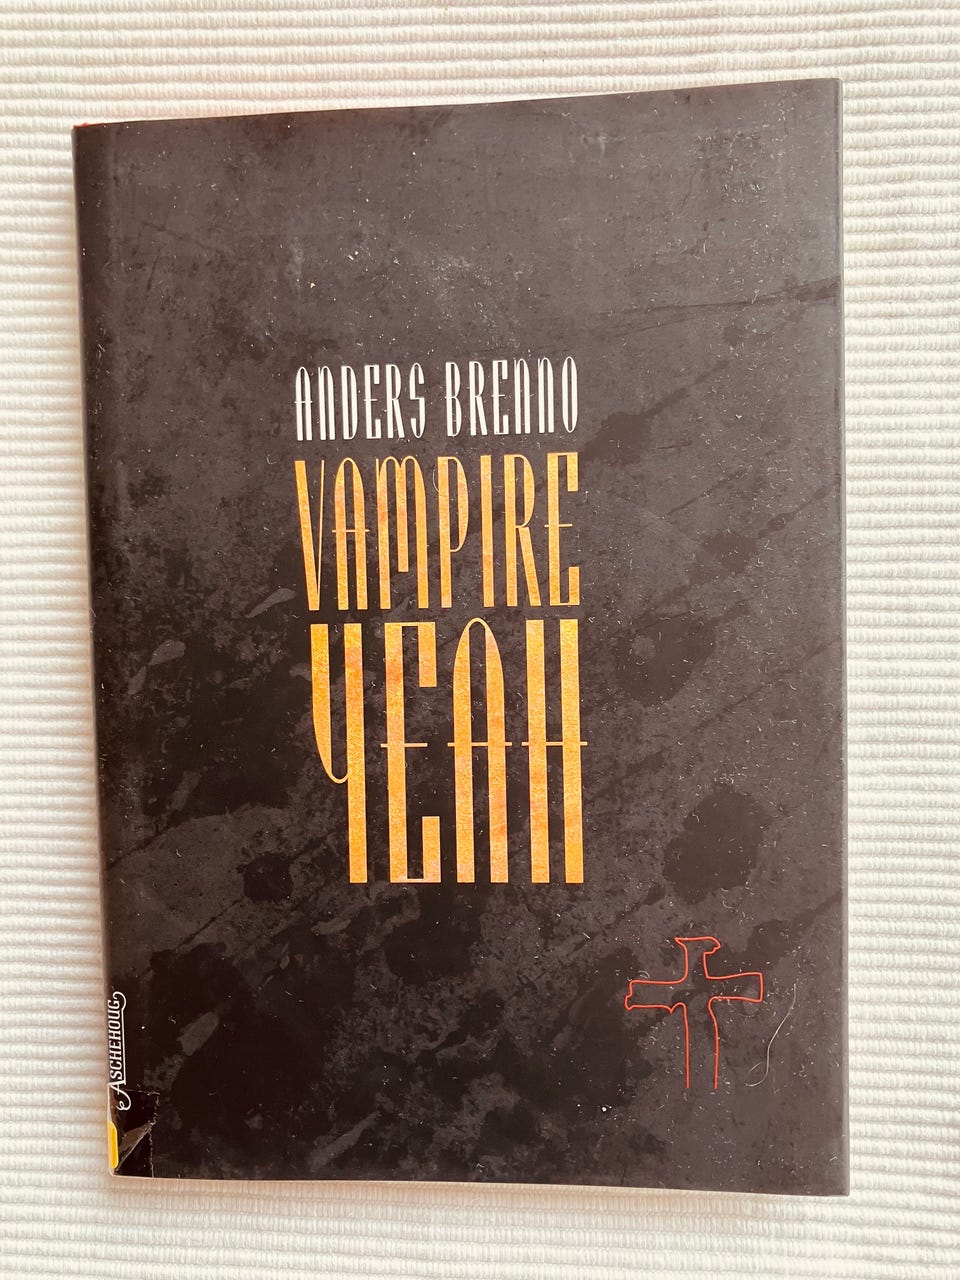 ANDERS BRENNO
VAMPIRE
YEAH
ASCHEHOUG